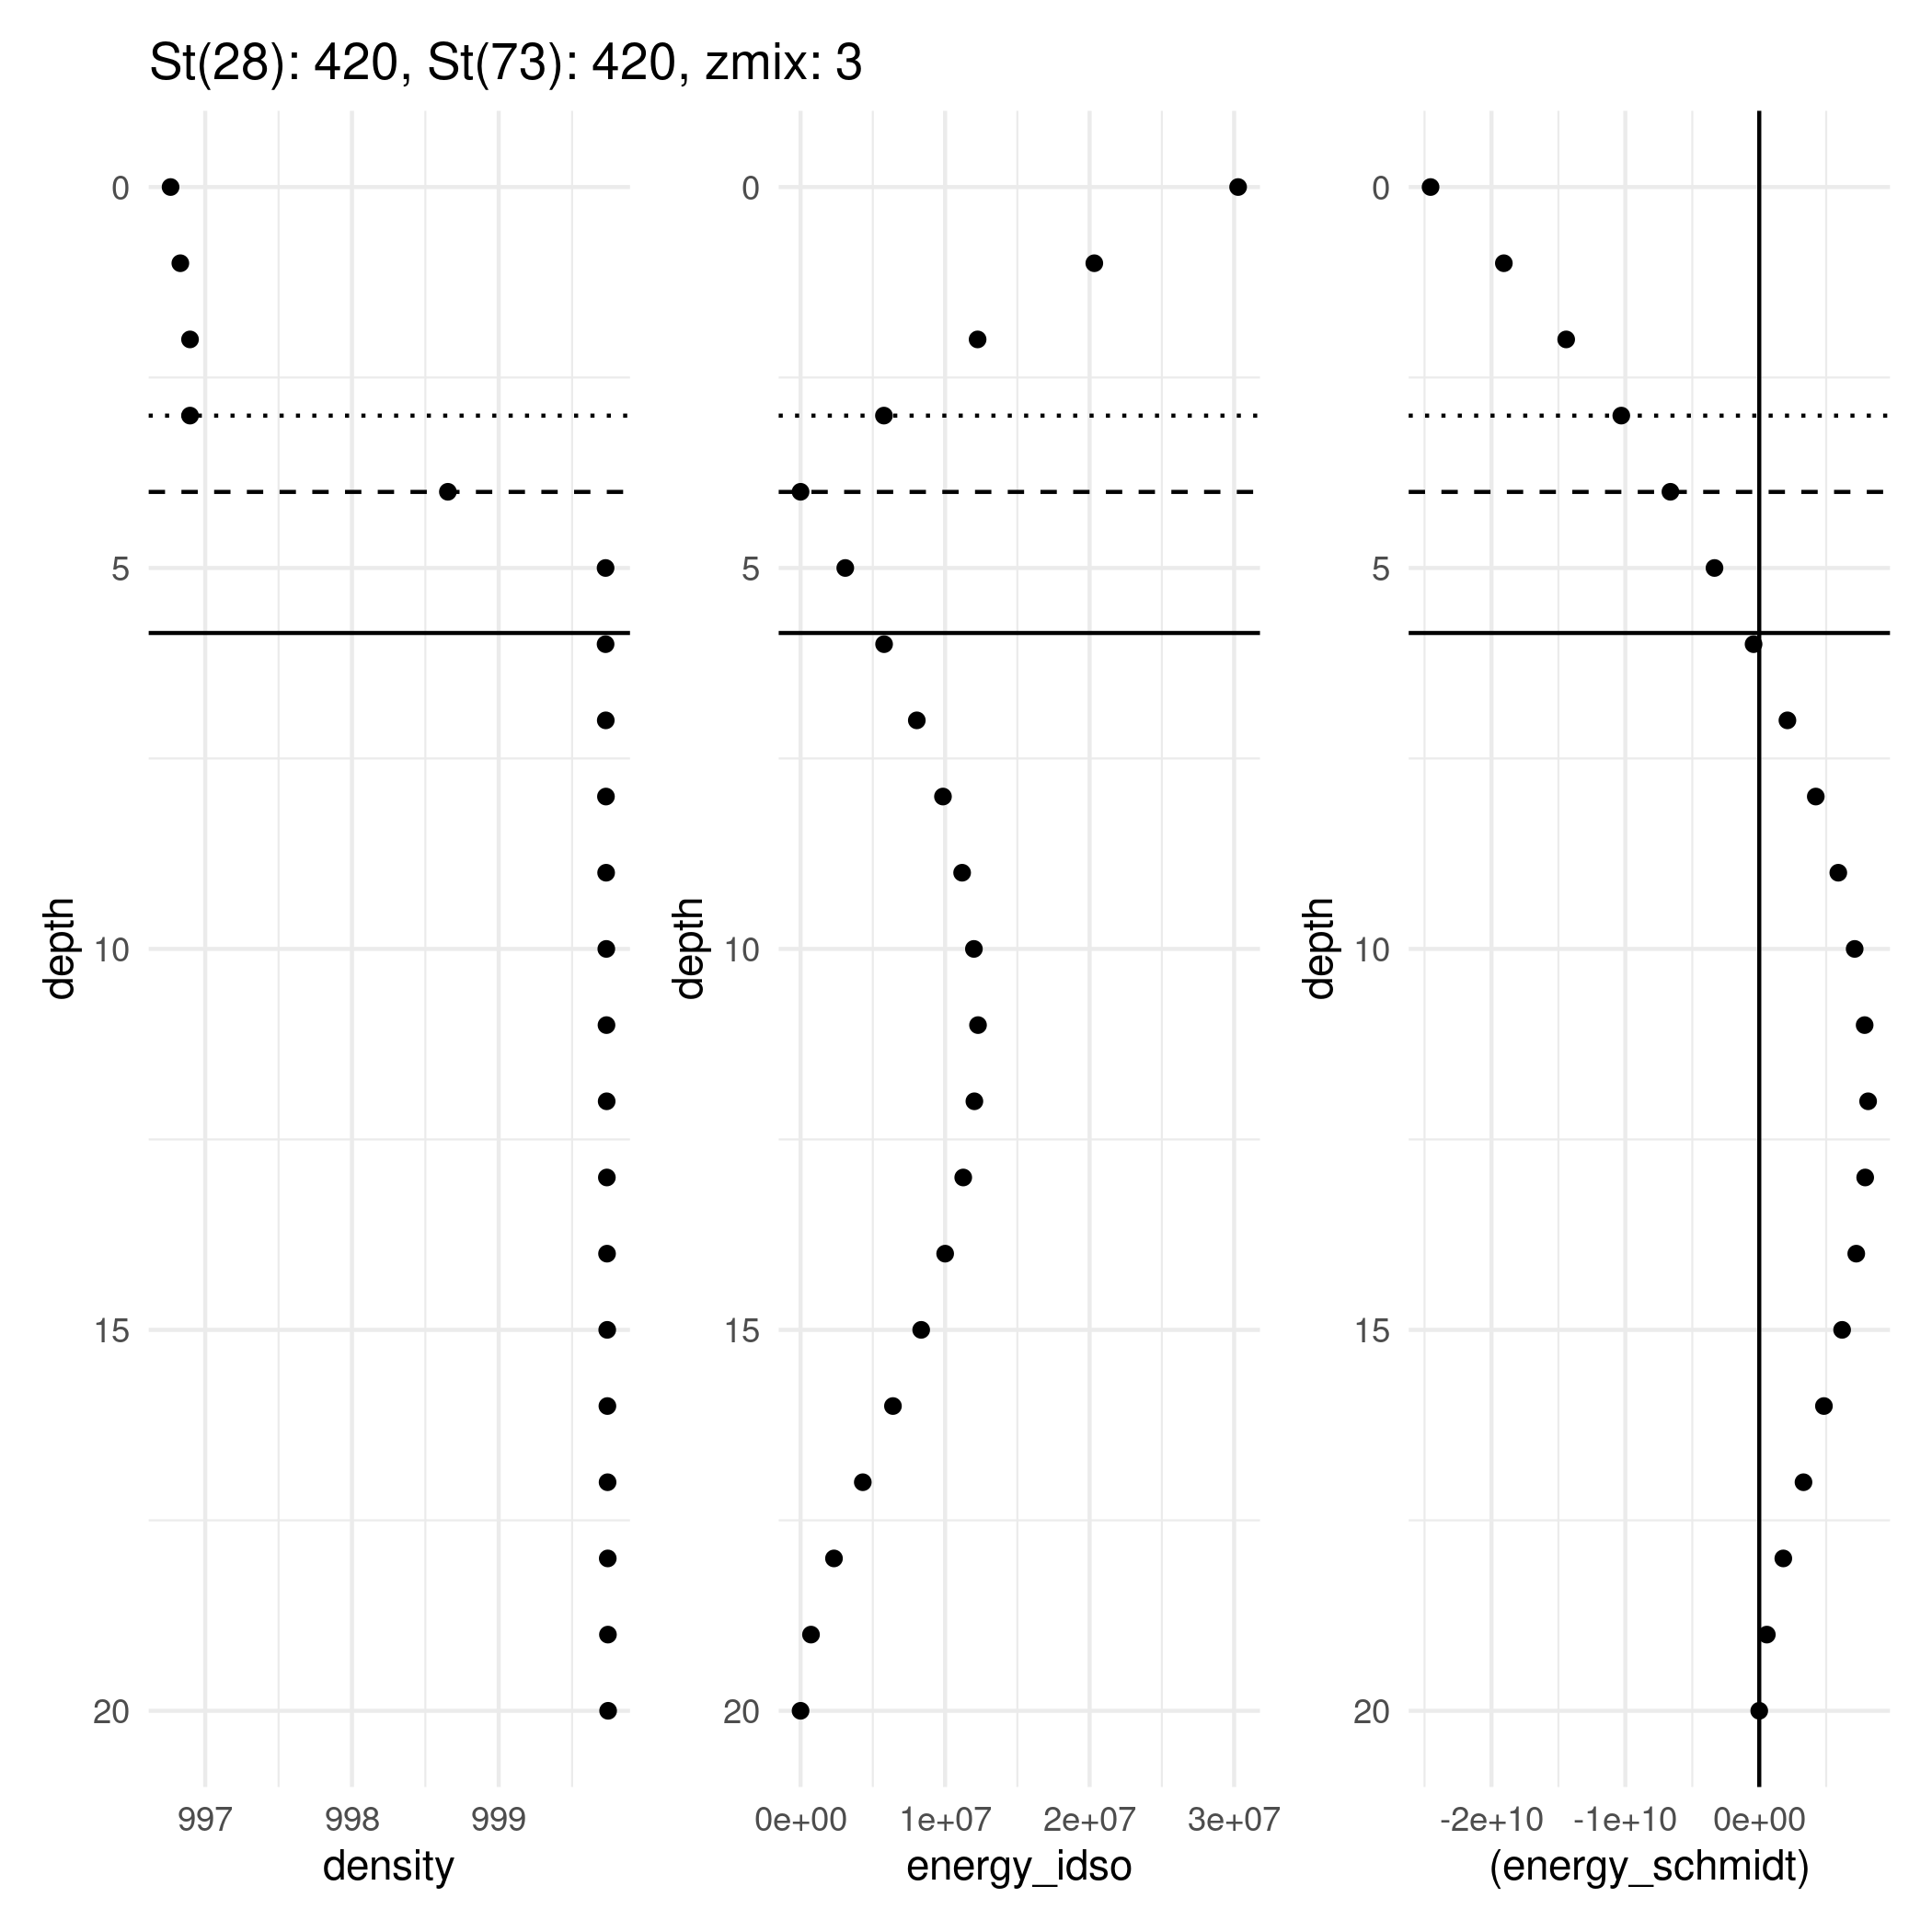 St(28): 420, St(73): 420, zmix: 3
0
5
10
15
20
depth
997 998 999
density
0
5
10
15
20
depth
0e+00 1e+07 2e+07 3e+07
energy_idso
0
5
10
15
20
depth
-2e+10 -1e+10 0e+00
(energy_schmidt)